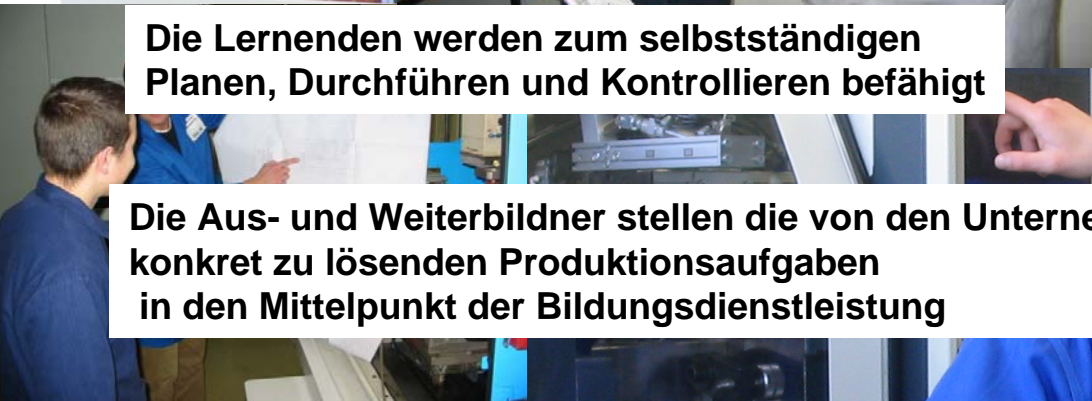 Die Lernenden werden zum selbstständigen
Planen, Durchführen und Kontrollieren befähigt
Die Aus- und Weiterbildner stellen die von den Unterne
konkret zu lösenden Produktionsaufgaben
in den Mittelpunkt der Bildungsdienstleistung